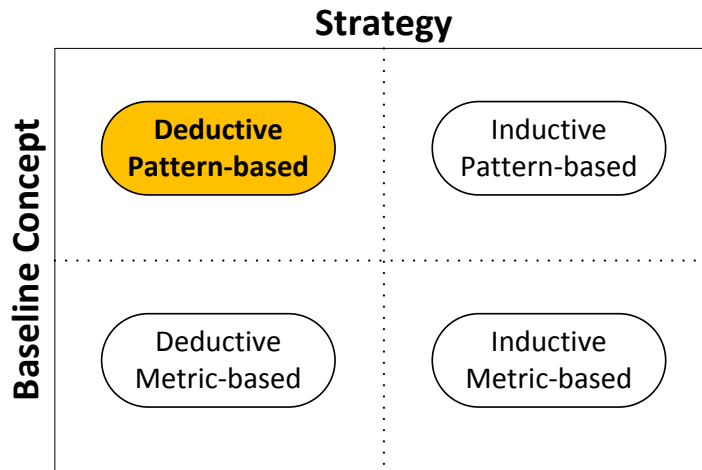 Strategy
Baseline Concept
Deductive
Pattern-based
Inductive
Pattern-based
Deductive
Metric-based
Inductive
Metric-based